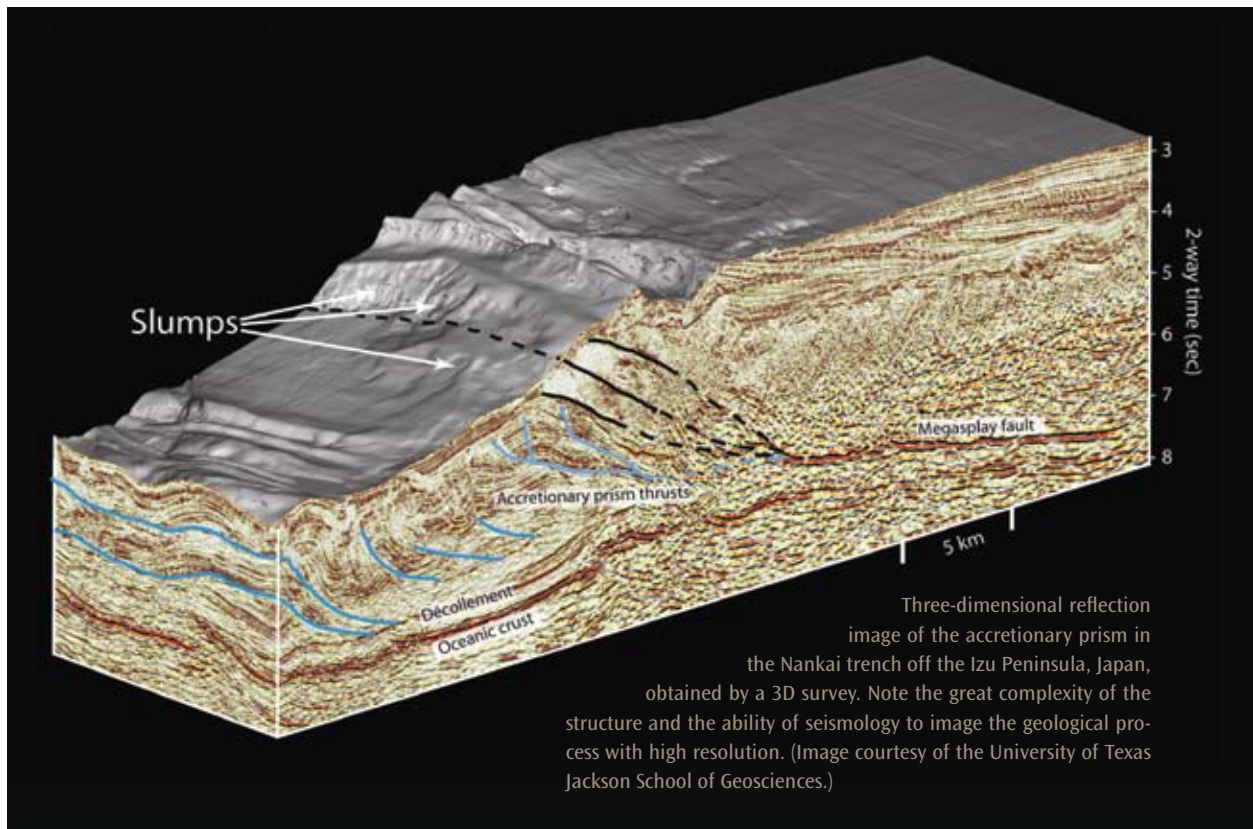 3
4
5
6
7
8
2-way time (sec)
Slumps
Megasplay fault
Accretionary prism thrusts
Décollement
Oceanic crust
5 km
Three-dimensional reflection
image of the accretionary prism in
the Nankai trench off the Izu Peninsula, Japan,
obtained by a 3D survey. Note the great complexity of the
structure and the ability of seismology to image the geological pro-
cess with high resolution. (Image courtesy of the University of Texas
Jackson School of Geosciences.)